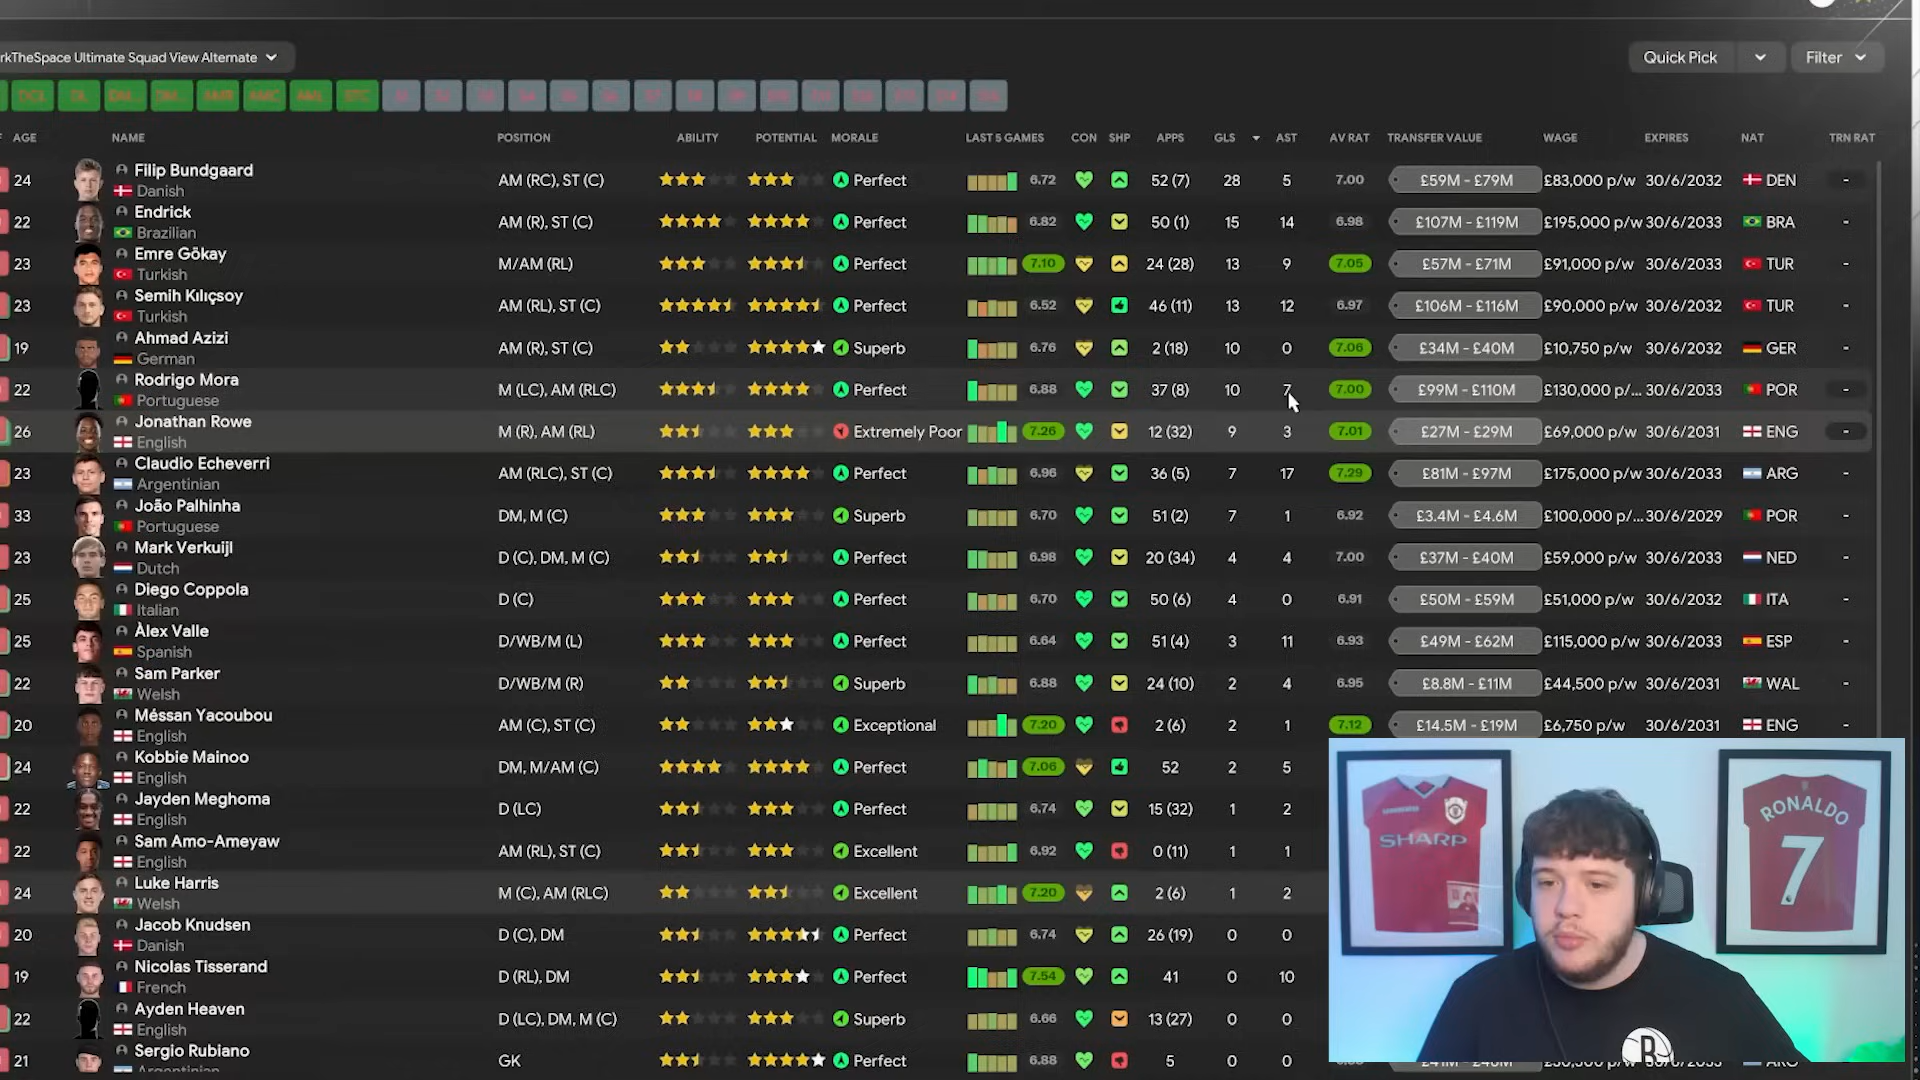 rkTheSpace Ultimate Squad View Alternate
Quick Pick
Filter
AGE NAME POSITION ABILITY POTENTIAL MORALE LAST 5 GAMES CON SHP APPS GLS AST AV RAT TRANSFER VALUE WAGE EXPIRES NAT TRN RAT
24 Filip Bundgaard AM (RC), ST (C) Perfect 6.72 52 (7) 28 5 7.00 £59M - £79M £83,000 p/w 30/6/2032 DEN -
Danish
22 Endrick AM (R), ST (C) Perfect 6.82 50 (1) 15 14 6.98 £107M - £119M £195,000 p/w 30/6/2033 BRA -
Brazilian
23 Emre Gökay M/AM (RL) Perfect 7.10 24 (28) 13 9 7.05 £57M - £71M £91,000 p/w 30/6/2033 TUR -
Turkish
23 Semih Kılıçsoy AM (RL), ST (C) Perfect 6.52 46 (11) 13 12 6.97 £106M - £116M £90,000 p/w 30/6/2032 TUR -
Turkish
19 Ahmad Azizi AM (R), ST (C) Superb 6.76 2 (18) 10 0 7.06 £34M - £40M £10,750 p/w 30/6/2032 GER -
German
22 Rodrigo Mora M (LC), AM (RLC) Perfect 6.88 37 (8) 10 7 7.00 £99M - £110M £130,000 p/... 30/6/2033 POR -
Portuguese
26 Jonathan Rowe M (R), AM (RL) Extremely Poor 7.26 12 (32) 9 3 7.01 £27M - £29M £69,000 p/w 30/6/2031 ENG -
English
23 Claudio Echeverri AM (RLC), ST (C) Perfect 6.96 36 (5) 7 17 7.29 £81M - £97M £175,000 p/w 30/6/2033 ARG -
Argentinian
33 João Palhinha DM, M (C) Superb 6.70 51 (2) 7 1 6.92 £3.4M - £4.6M £100,000 p/... 30/6/2029 POR -
Portuguese
23 Mark Verkuijl D (C), DM, M (C) Perfect 6.98 20 (34) 4 4 7.00 £37M - £40M £59,000 p/w 30/6/2033 NED -
Dutch
25 Diego Coppola D (C) Perfect 6.70 50 (6) 4 0 6.91 £50M - £59M £51,000 p/w 30/6/2032 ITA -
Italian
25 Àlex Valle D/WB/M (L) Perfect 6.64 51 (4) 3 11 6.93 £49M - £62M £115,000 p/w 30/6/2033 ESP -
Spanish
22 Sam Parker D/WB/M (R) Superb 6.88 24 (10) 2 4 6.95 £8.8M - £11M £44,500 p/w 30/6/2031 WAL -
Welsh
20 Méssan Yacoubou AM (C), ST (C) Exceptional 7.20 2 (6) 2 1 7.12 £14.5M - £19M £6,750 p/w 30/6/2031 ENG -
English
24 Kobbie Mainoo DM, M/AM (C) Perfect 7.06 52 2 5
English
22 Jayden Meghoma D (LC) Perfect 6.74 15 (32) 1 2
English
22 Sam Amo-Ameyaw AM (RL), ST (C) Excellent 6.92 0 (11) 1 1
English
24 Luke Harris M (C), AM (RLC) Excellent 7.20 2 (6) 1 2
Welsh
20 Jacob Knudsen D (C), DM Perfect 6.74 26 (19) 0 0
Danish
19 Nicolas Tisserand D (RL), DM Perfect 7.54 41 0 10
French
22 Ayden Heaven D (LC), DM, M (C) Superb 6.66 13 (27) 0 0
English
21 Sergio Rubiano GK Perfect 6.88 5 0 0
SHARP
RONALDO
7
B